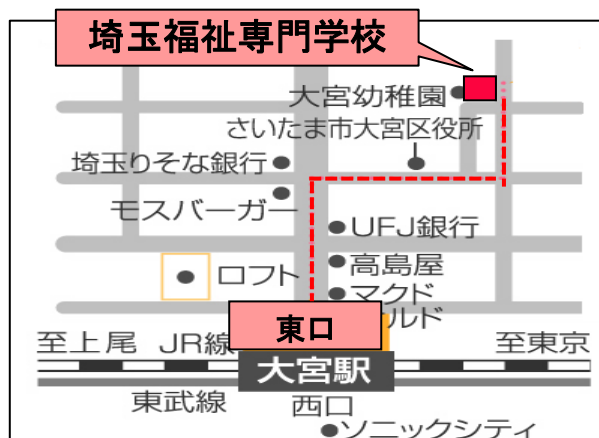 埼玉福祉専門学校
大宮幼稚園
さいたま市大宮区役所
埼玉りそな銀行
モスバーガー
UFJ銀行
高島屋
ロフト
マクド
ルド
東口
至上尾 JR線
至東京
大宮駅
東武線
西口
ソニックシティ